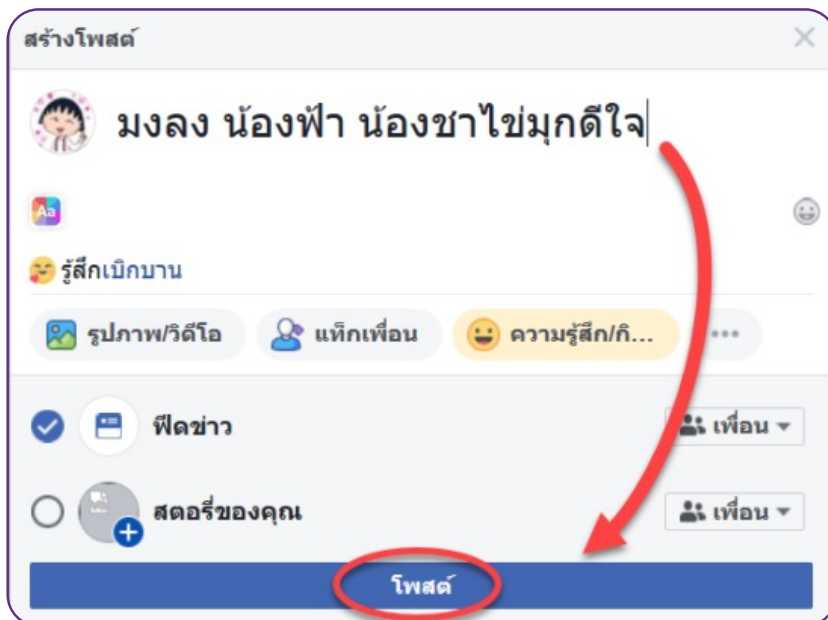 สร้างโพสต์
มงลง น้องฟ้า น้องชาไข่มุกดีใจ
Aa
รู้สึกเบิกบาน
รูปภาพ/วิดีโอ แท็กเพื่อน ความรู้สึก/กิ...
ฟีดข่าว เพื่อน
สตอรี่ของคุณ เพื่อน
โพสต์